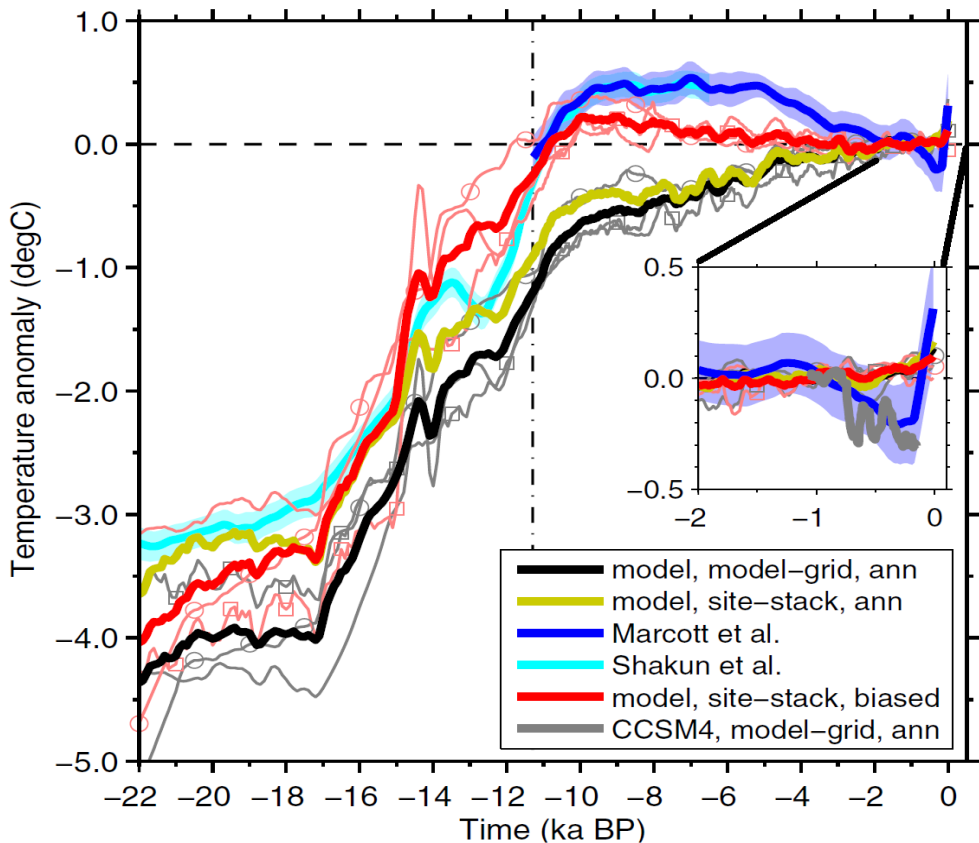 1.0
0.0
−1.0
−2.0
−3.0
−4.0
−5.0
Temperature anomaly (degC)
0.5
0.0
−0.5
−2 −1 0
model, model−grid, ann
model, site−stack, ann
Marcott et al.
Shakun et al.
model, site−stack, biased
CCSM4, model−grid, ann
−22 −20 −18 −16 −14 −12 −10 −8 −6 −4 −2 0
Time (ka BP)